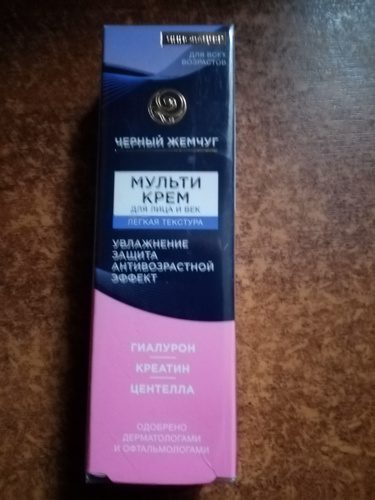 ДЛЯ ВСЕХ
ВОЗРАСТОВ
ЧЕРНЫЙ ЖЕМЧУГ
МУЛЬТИ
КРЕМ
ДЛЯ ЛИЦА И ВЕК
ЛЕГКАЯ ТЕКСТУРА
УВЛАЖНЕНИЕ
ЗАЩИТА
АНТИВОЗРАСТНОЙ
ЭФФЕКТ
ГИАЛУРОН
КРЕАТИН
ЦЕНТЕЛЛА
ОДОБРЕНО
ДЕРМАТОЛОГАМИ
И ОФТАЛЬМОЛОГАМИ